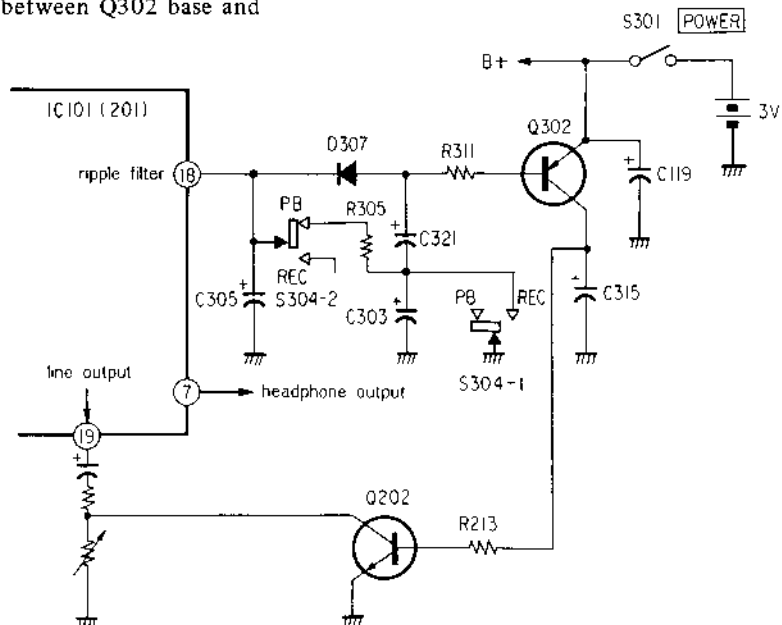 between Q302 base and
S301 POWER
B+
3V
IC101 (201)
Q302
D307
R311
C119
ripple filter 18
PB
R305
C321
REC
C305
S304-2
C303
PB
REC
C315
S304-1
line output
7
headphone output
19
Q202
R213